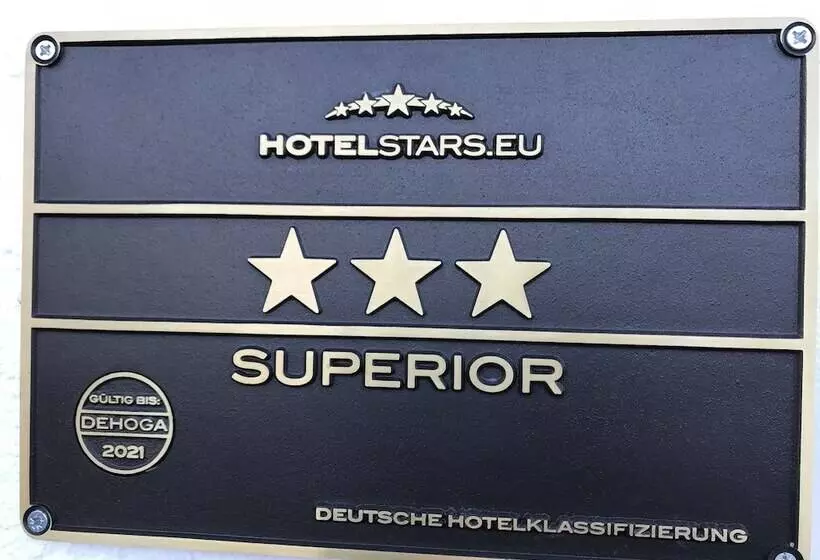 HOTELSTARS.EU
SUPERIOR
GÜLTIG BIS:
DEHOGA
2021
DEUTSCHE HOTELKLASSIFIZIERUNG